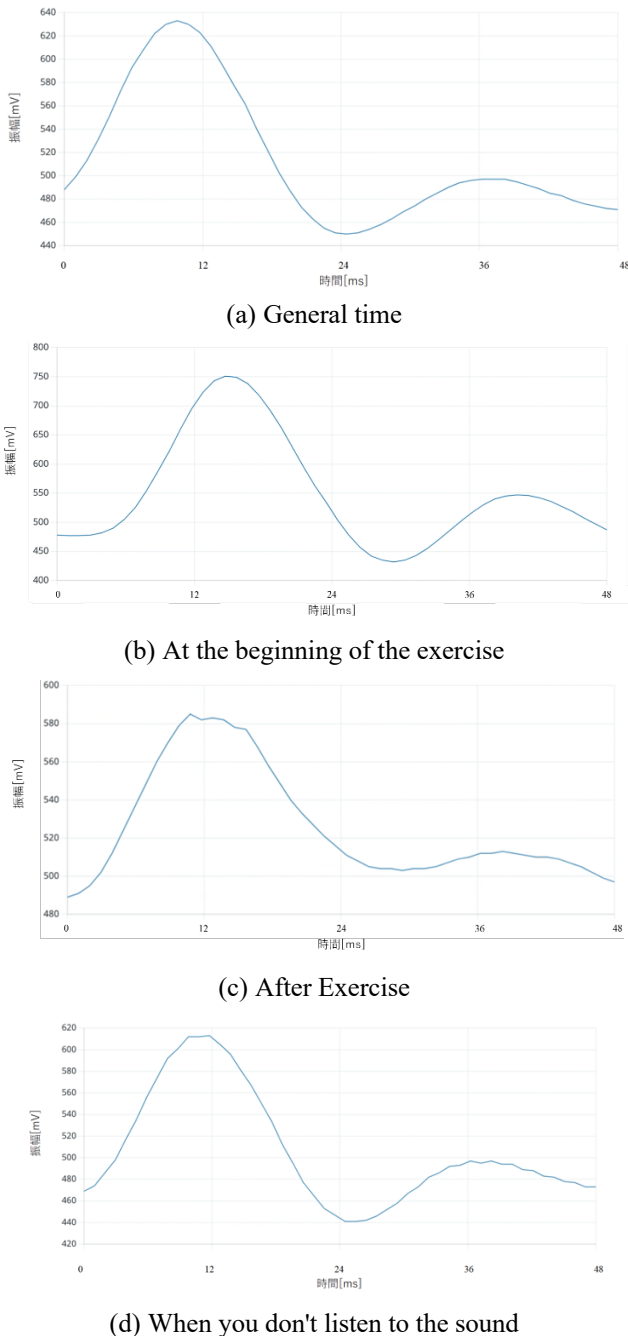 640
620
600
580
560
540
520
500
480
460
440
振幅[mV]
0 12 24 36 48
時間[ms]
(a) General time
800
750
700
650
600
550
500
450
400
振幅[mV]
0 12 24 36 48
時間[ms]
(b) At the beginning of the exercise
600
580
560
540
520
500
480
振幅[mV]
0 12 24 36 48
時間[ms]
(c) After Exercise
620
600
580
560
540
520
500
480
460
440
420
振幅[mV]
0 12 24 36 48
時間[ms]
(d) When you don't listen to the sound